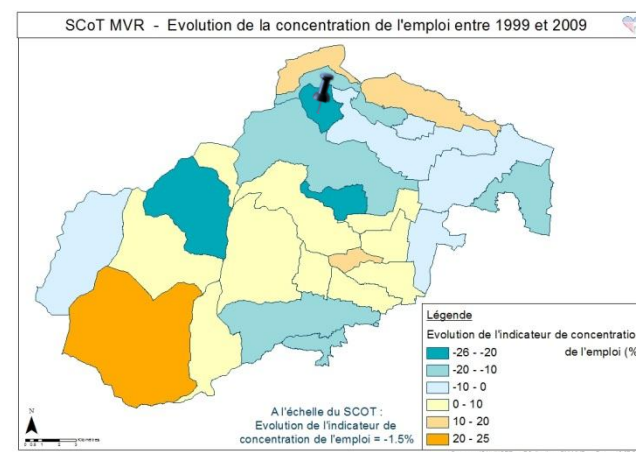 SCoT MVR - Evolution de la concentration de l'emploi entre 1999 et 2009
Légende
Evolution de l'indicateur de concentration
de l'emploi (%
-26 - -20
-20 - -10
-10 - 0
0 - 10
10 - 20
20 - 25
A l'échelle du SCOT :
Evolution de l'indicateur de
concentration de l'emploi = -1.5%
N